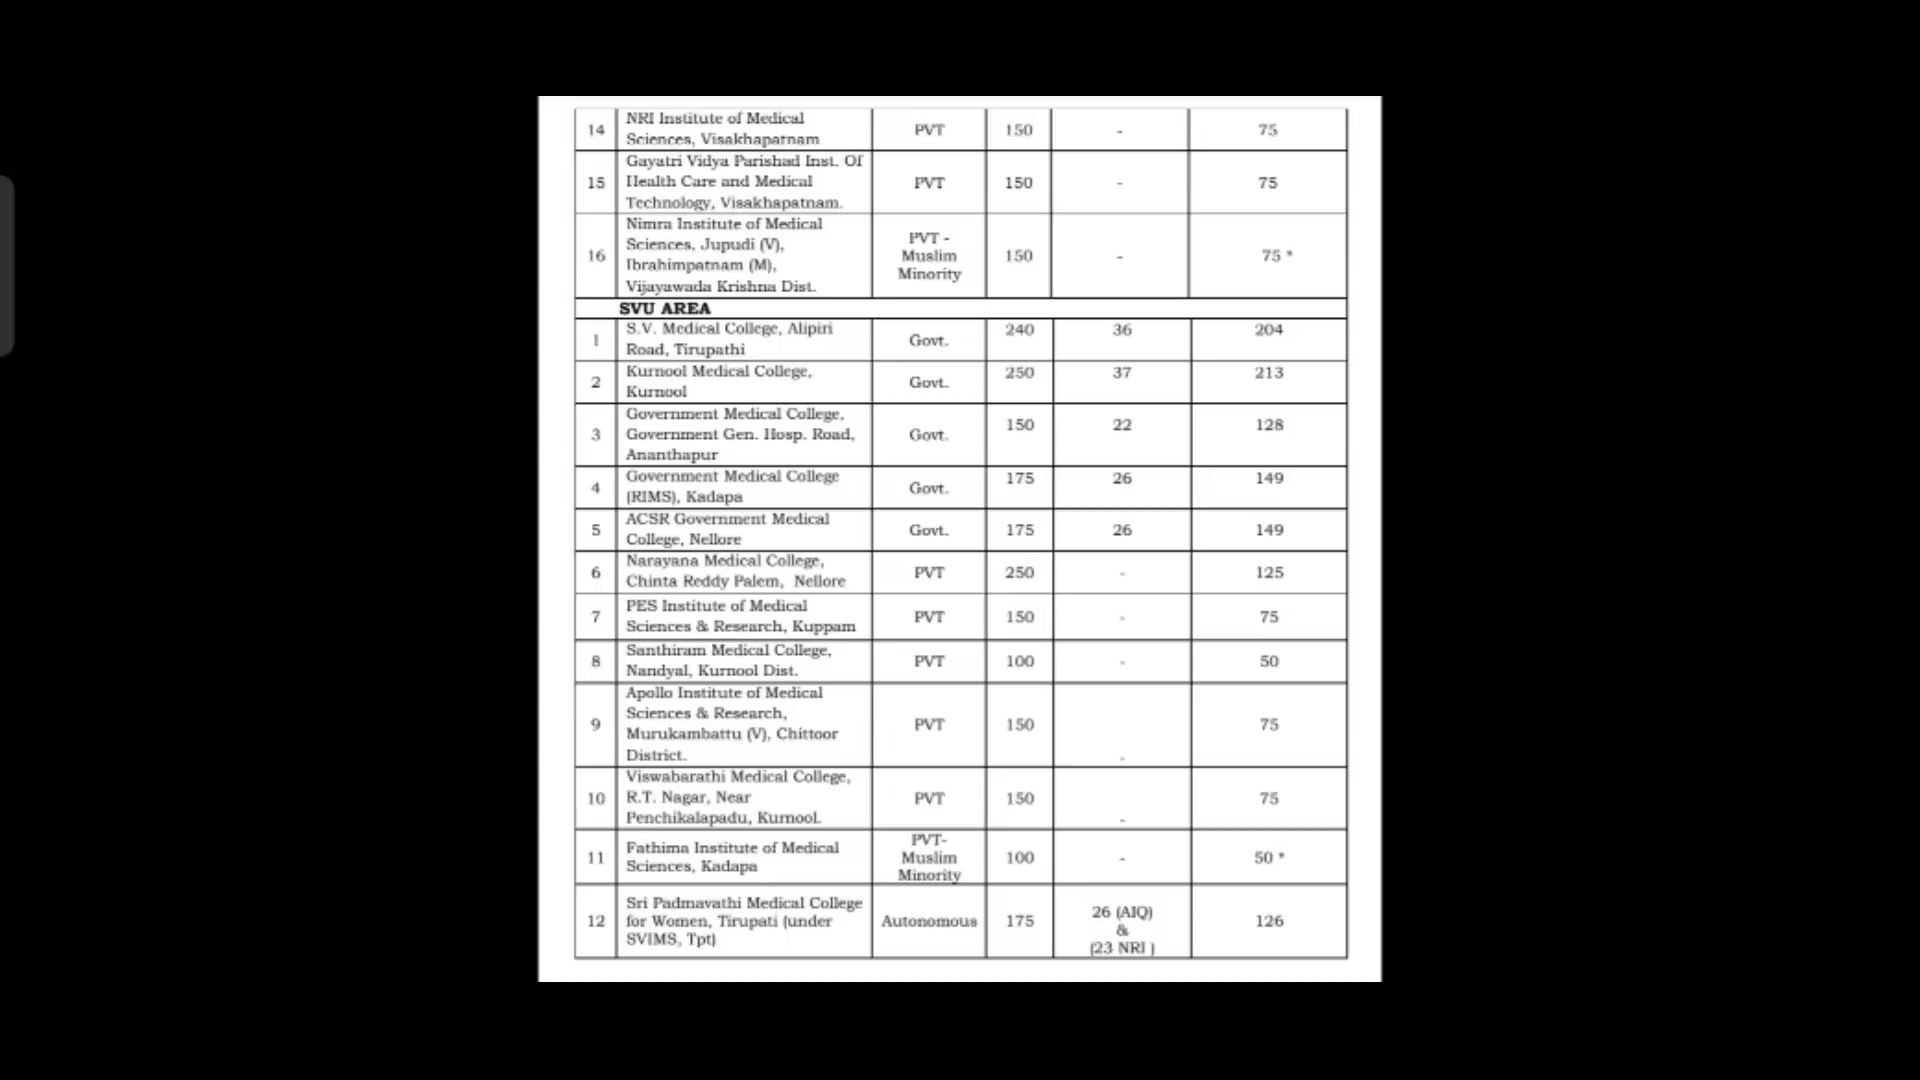 14 NRI Institute of Medical Sciences, Visakhapatnam PVT 150 - 75
15 Gayatri Vidya Parishad Inst. Of Health Care and Medical Technology, Visakhapatnam. PVT 150 - 75
16 Nimra Institute of Medical Sciences, Jupudi (V), Ibrahimpatnam (M), Vijayawada Krishna Dist. PVT - Muslim Minority 150 - 75 *
SVU AREA
1 S.V. Medical College, Alipiri Road, Tirupathi Govt. 240 36 204
2 Kurnool Medical College, Kurnool Govt. 250 37 213
3 Government Medical College, Government Gen. Hosp. Road, Ananthapur Govt. 150 22 128
4 Government Medical College (RIMS), Kadapa Govt. 175 26 149
5 ACSR Government Medical College, Nellore Govt. 175 26 149
6 Narayana Medical College, Chinta Reddy Palem, Nellore PVT 250 - 125
7 PES Institute of Medical Sciences & Research, Kuppam PVT 150 - 75
8 Santhiram Medical College, Nandyal, Kurnool Dist. PVT 100 - 50
9 Apollo Institute of Medical Sciences & Research, Murukambattu (V), Chittoor District. PVT 150 - 75
10 Viswabarathi Medical College, R.T. Nagar, Near Penchikalapadu, Kurnool. PVT 150 - 75
11 Fathima Institute of Medical Sciences, Kadapa PVT- Muslim Minority 100 - 50 *
12 Sri Padmavathi Medical College for Women, Tirupati (under SVIMS, Tpt) Autonomous 175 26 (AIQ) & (23 NRI ) 126